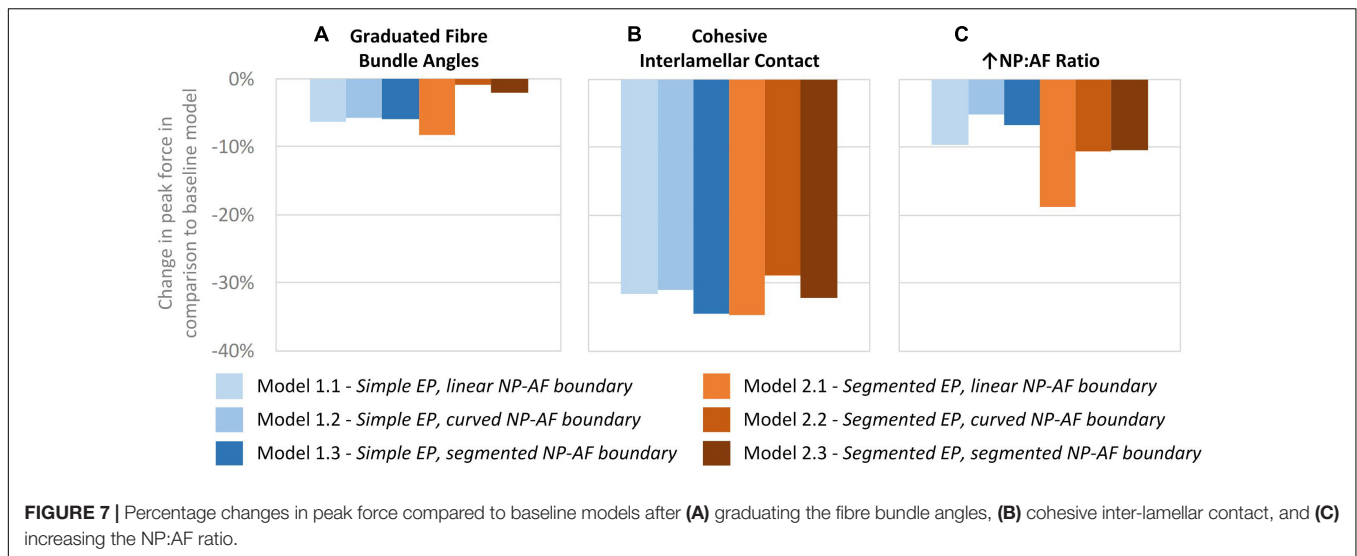 A Graduated Fibre
Bundle Angles
B Cohesive
Interlamellar Contact
C
↑NP:AF Ratio
Change in peak force in
comparison to baseline model
0%
-10%
-20%
-30%
-40%
Model 1.1 - Simple EP, linear NP-AF boundary
Model 2.1 - Segmented EP, linear NP-AF boundary
Model 1.2 - Simple EP, curved NP-AF boundary
Model 2.2 - Segmented EP, curved NP-AF boundary
Model 1.3 - Simple EP, segmented NP-AF boundary
Model 2.3 - Segmented EP, segmented NP-AF boundary
FIGURE 7 | Percentage changes in peak force compared to baseline models after (A) graduating the fibre bundle angles, (B) cohesive inter-lamellar contact, and (C)
increasing the NP:AF ratio.